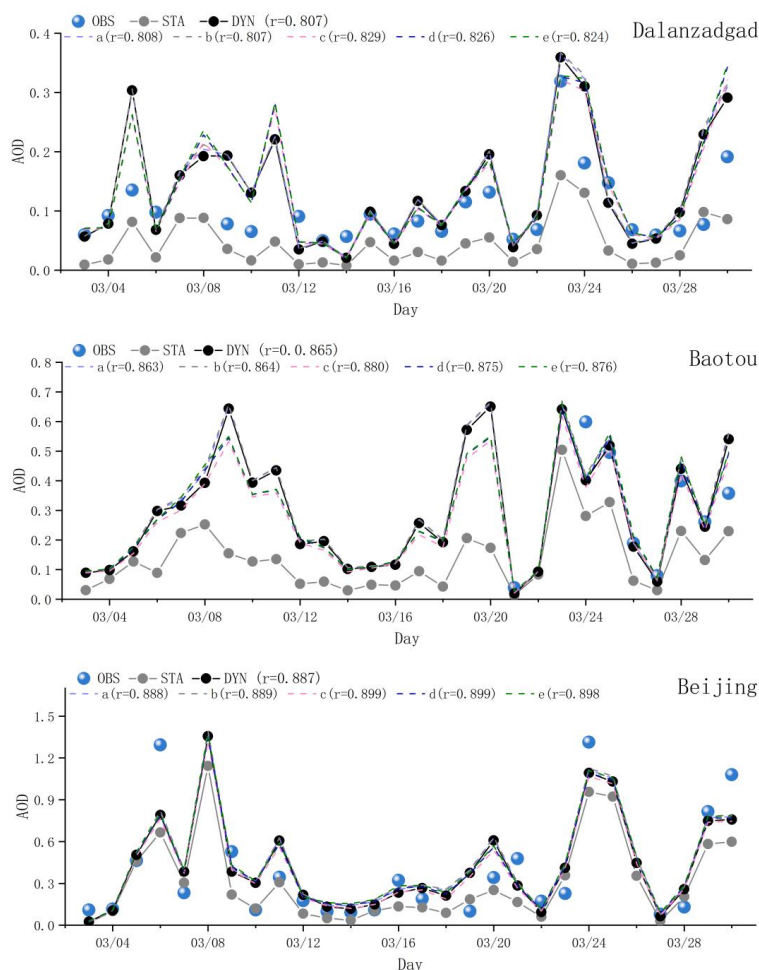 OBS STA DYN (r=0.807)
a(r=0.808) b(r=0.807) c(r=0.829) d(r=0.826) e(r=0.824)
Dalanzadgad
0.4
0.3
0.2
0.1
0.0
AOD
03/04 03/08 03/12 03/16 03/20 03/24 03/28
Day
OBS STA DYN (r=0.0.865)
a(r=0.863) b(r=0.864) c(r=0.880) d(r=0.875) e(r=0.876)
Baotou
0.8
0.7
0.6
0.5
0.4
0.3
0.2
0.1
0.0
AOD
03/04 03/08 03/12 03/16 03/20 03/24 03/28
Day
OBS STA DYN (r=0.887)
a(r=0.888) b(r=0.889) c(r=0.899) d(r=0.899) e(r=0.898
Beijing
1.5
1.2
0.9
0.6
0.3
0.0
AOD
03/04 03/08 03/12 03/16 03/20 03/24 03/28
Day